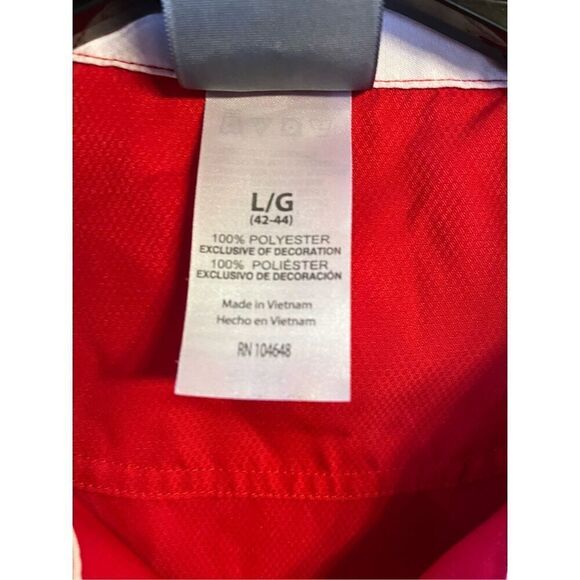 L/G
(42-44)
100% POLYESTER
EXCLUSIVE OF DECORATION
100% POLIÉSTER
EXCLUSIVO DE DECORACIÓN
Made in Vietnam
Hecho en Vietnam
RN 104648